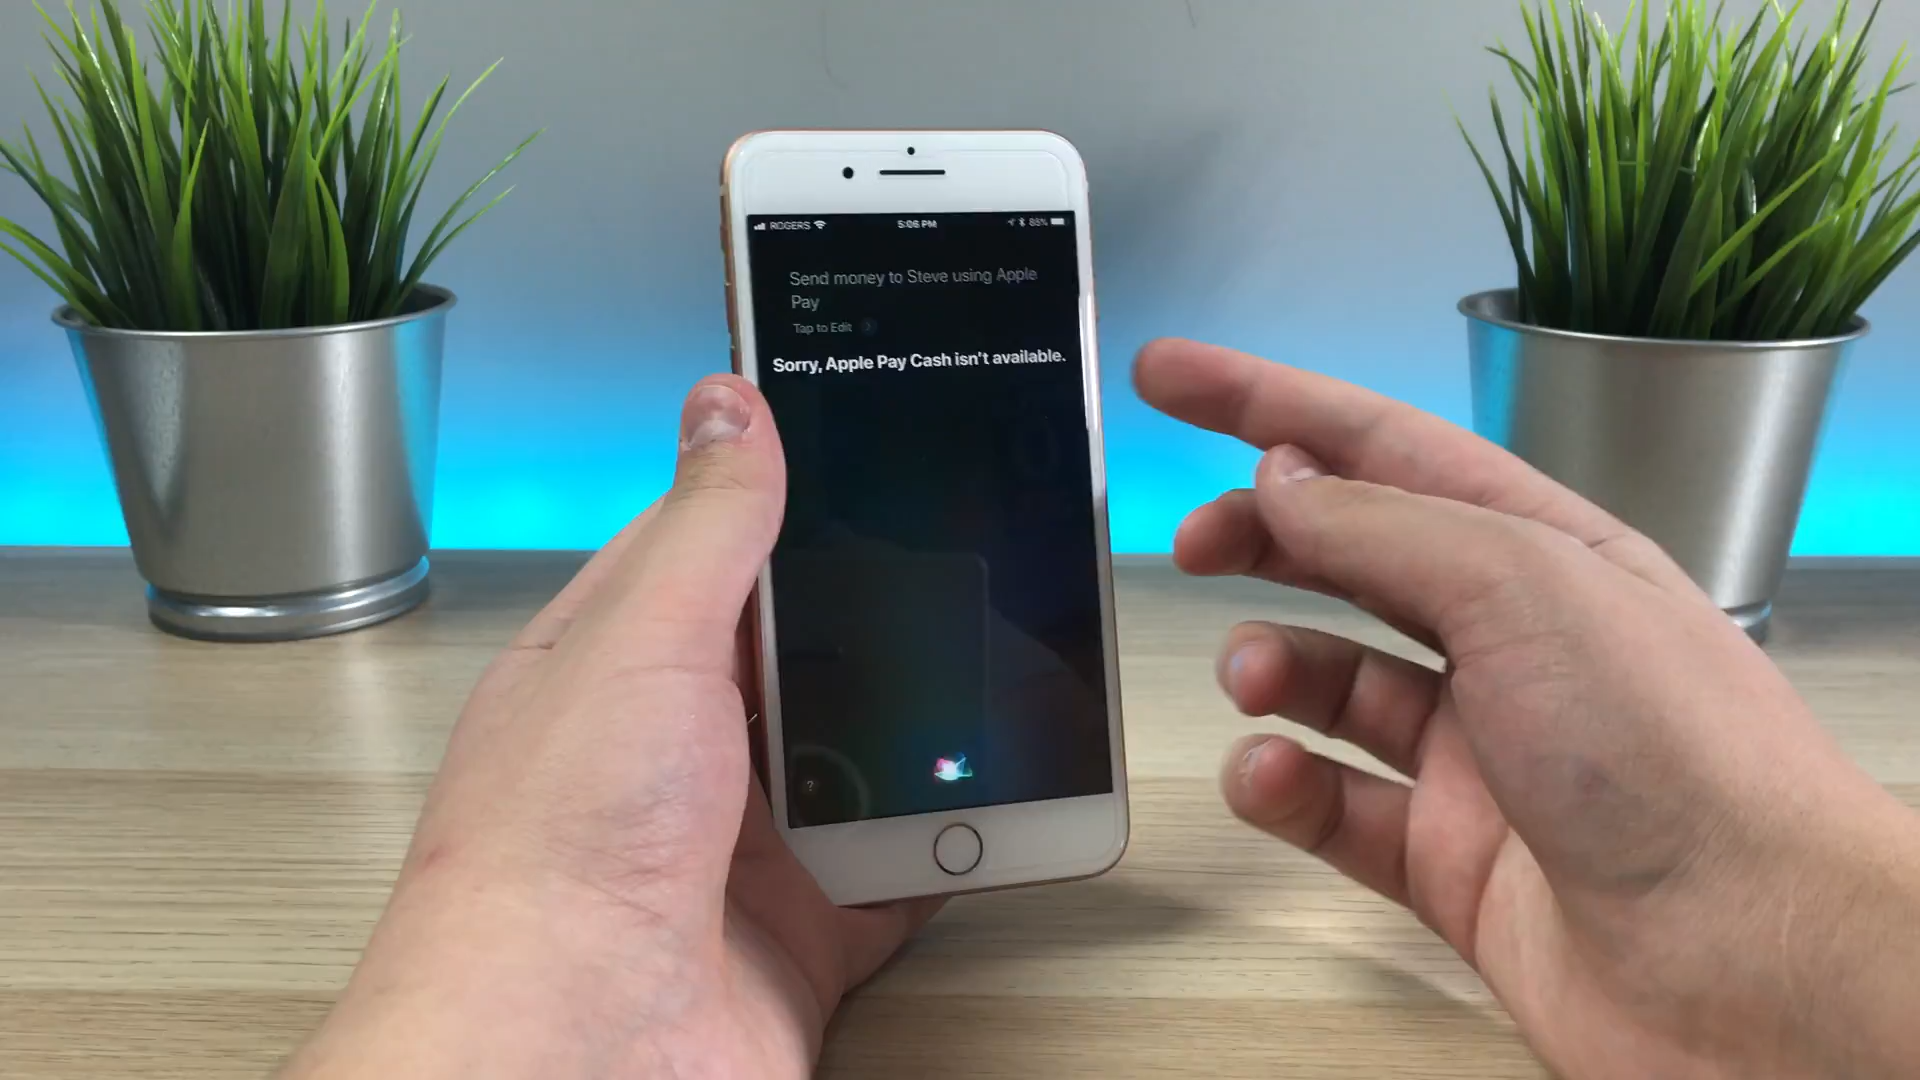 ROGERS 5:06 PM 85%
Send money to Steve using Apple
Pay
Tap to Edit
Sorry, Apple Pay Cash isn't available.
?